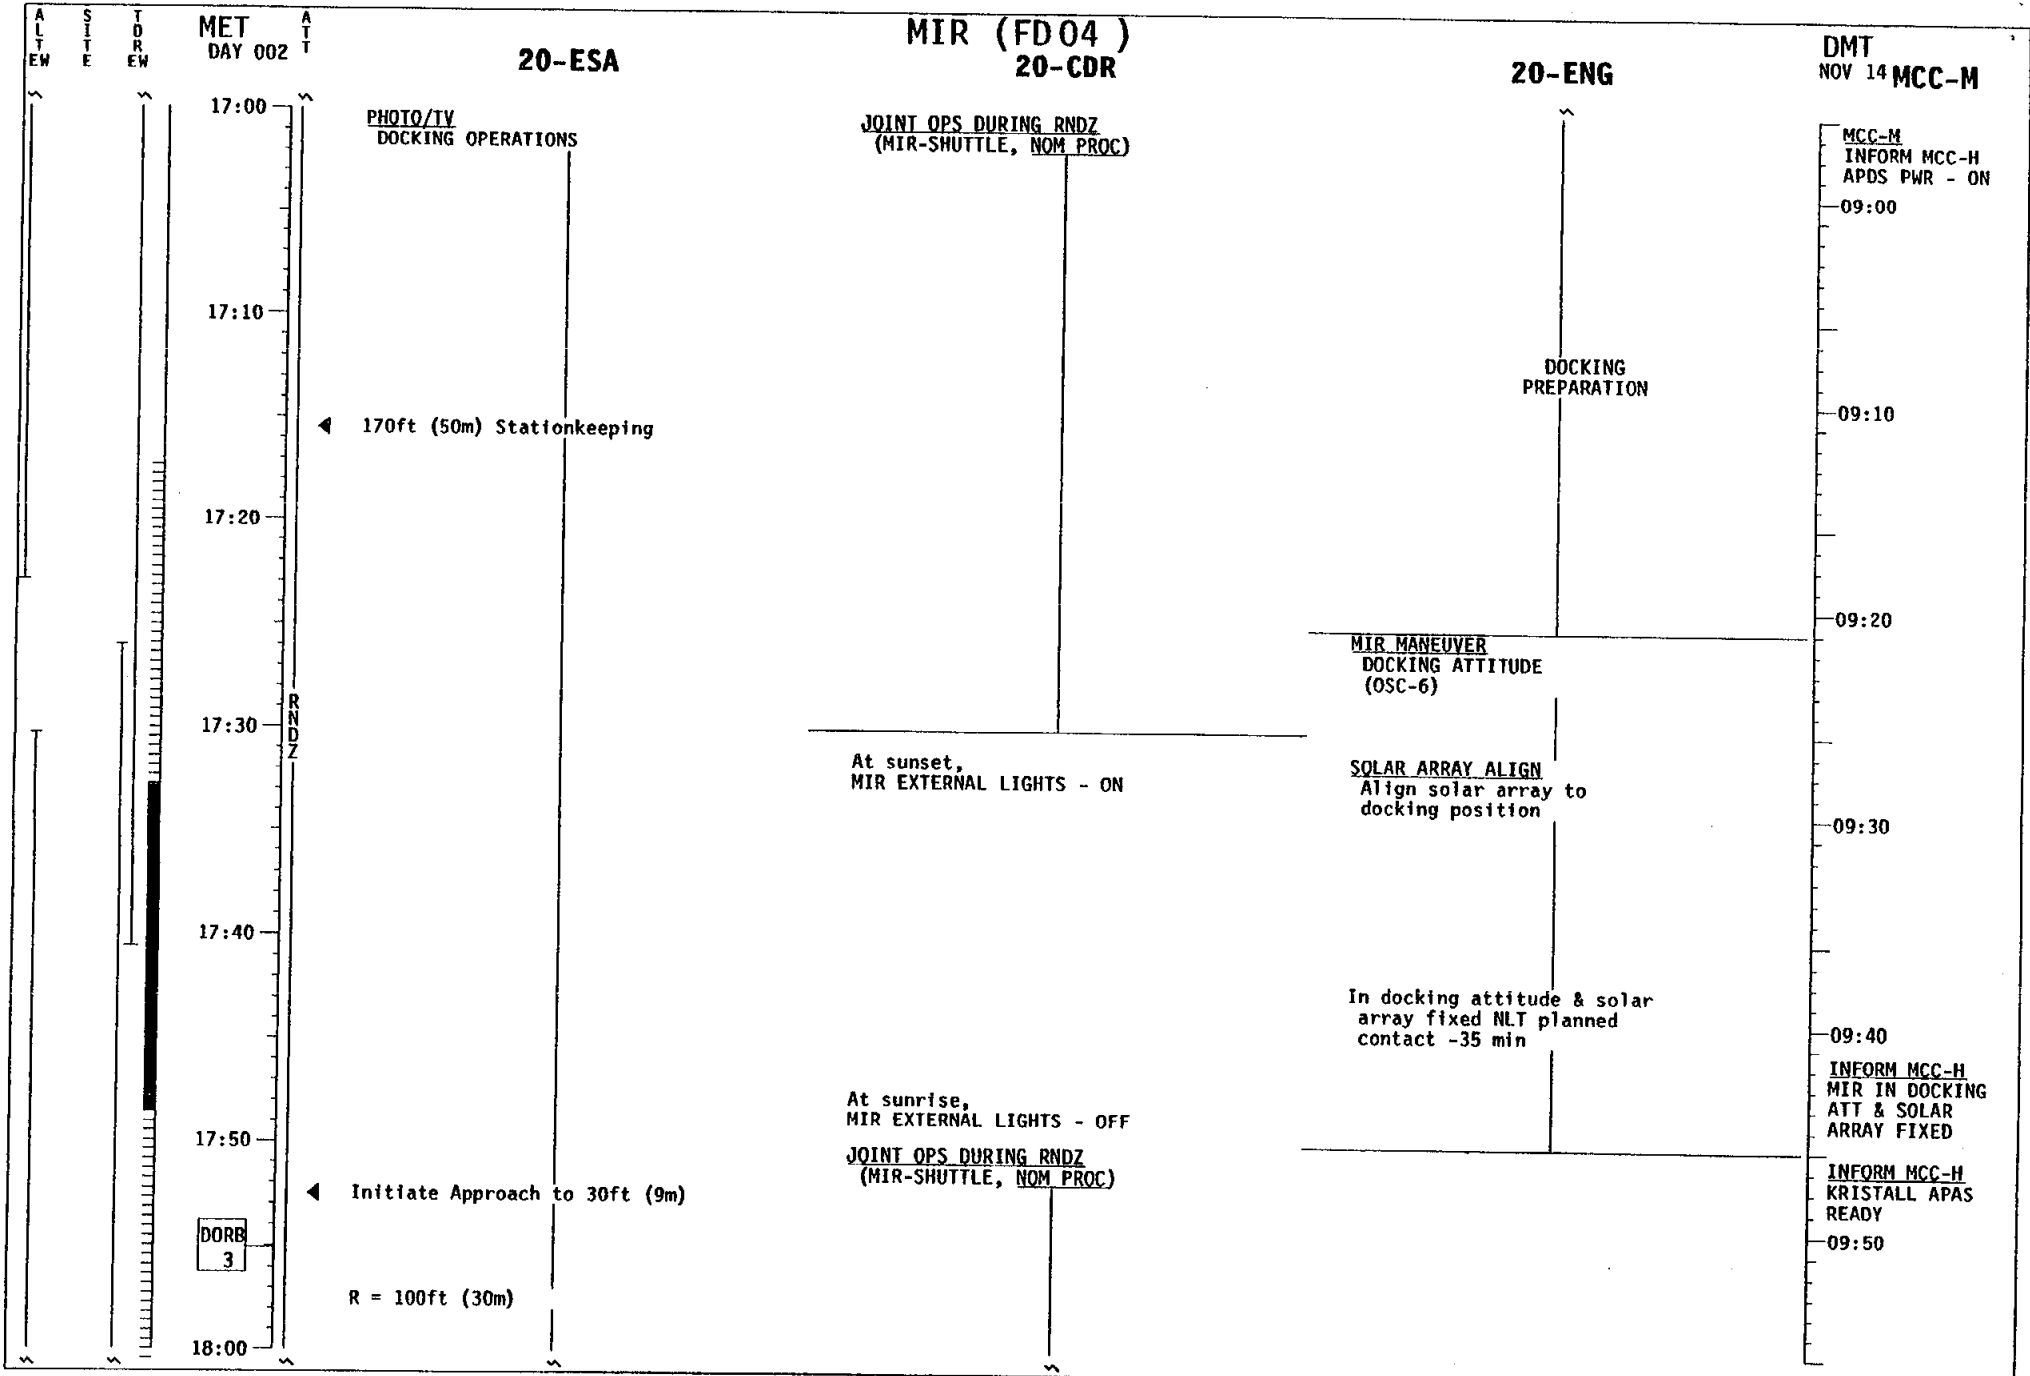 MIR (FD04 )
ALT EW
SITE
TDR EW
MET
DAY 002
ATT
20-ESA
20-CDR
20-ENG
DMT
NOV 14 MCC-M
17:00
PHOTO/TV
DOCKING OPERATIONS
JOINT OPS DURING RNDZ
(MIR-SHUTTLE, NOM PROC)
MCC-M
INFORM MCC-H
APDS PWR - ON
09:00
17:10
DOCKING
PREPARATION
09:10
170ft (50m) Stationkeeping
17:20
09:20
MIR MANEUVER
DOCKING ATTITUDE
(OSC-6)
RNDZ
17:30
At sunset,
MIR EXTERNAL LIGHTS - ON
SOLAR ARRAY ALIGN
Align solar array to
docking position
09:30
17:40
In docking attitude & solar
array fixed NLT planned
contact -35 min
09:40
INFORM MCC-H
MIR IN DOCKING
ATT & SOLAR
ARRAY FIXED
At sunrise,
MIR EXTERNAL LIGHTS - OFF
17:50
JOINT OPS DURING RNDZ
(MIR-SHUTTLE, NOM PROC)
INFORM MCC-H
KRISTALL APAS
READY
Initiate Approach to 30ft (9m)
DORB
3
09:50
R = 100ft (30m)
18:00